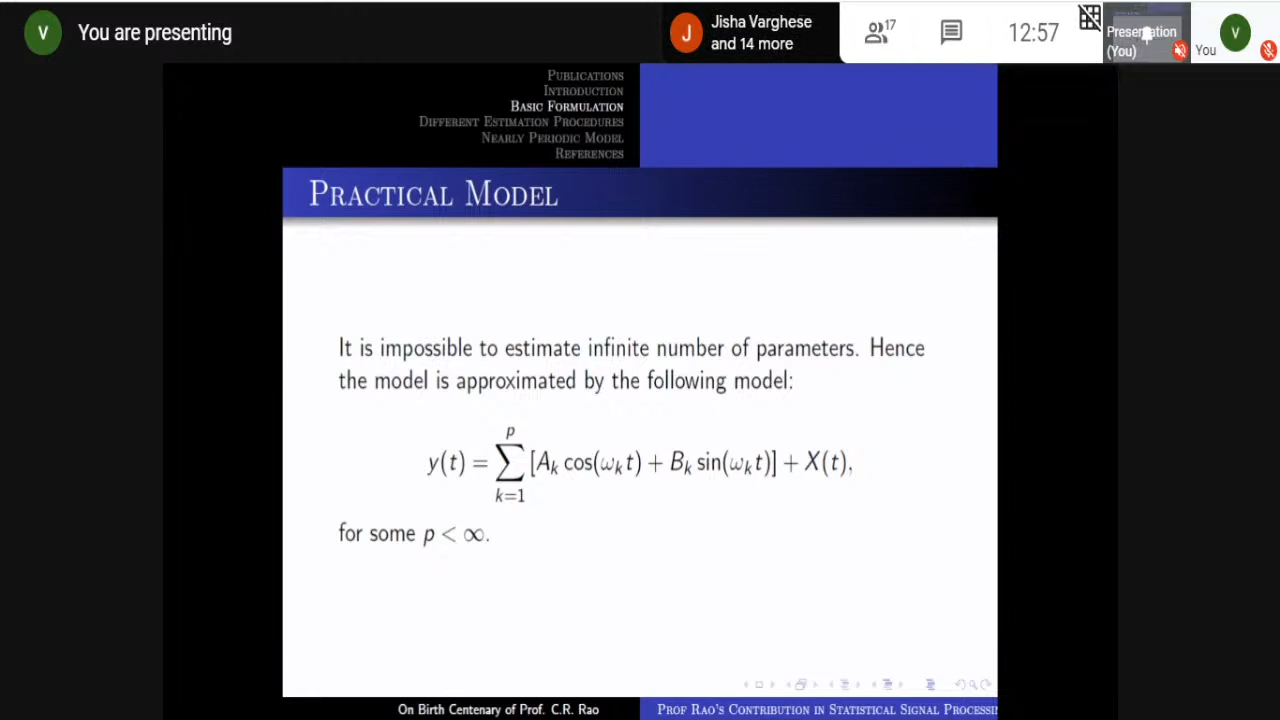 V You are presenting
J Jisha Varghese
and 14 more
17
12:57
Presentation
(You)
You
V
PUBLICATIONS
INTRODUCTION
BASIC FORMULATION
DIFFERENT ESTIMATION PROCEDURES
NEARLY PERIODIC MODEL
REFERENCES
PRACTICAL MODEL
It is impossible to estimate infinite number of parameters. Hence
the model is approximated by the following model:
y(t) = ∑_{k=1}^{p} [A_k cos(ω_k t) + B_k sin(ω_k t)] + X(t),
for some p < ∞.
On Birth Centenary of Prof. C.R. Rao
PROF RAO'S CONTRIBUTION IN STATISTICAL SIGNAL